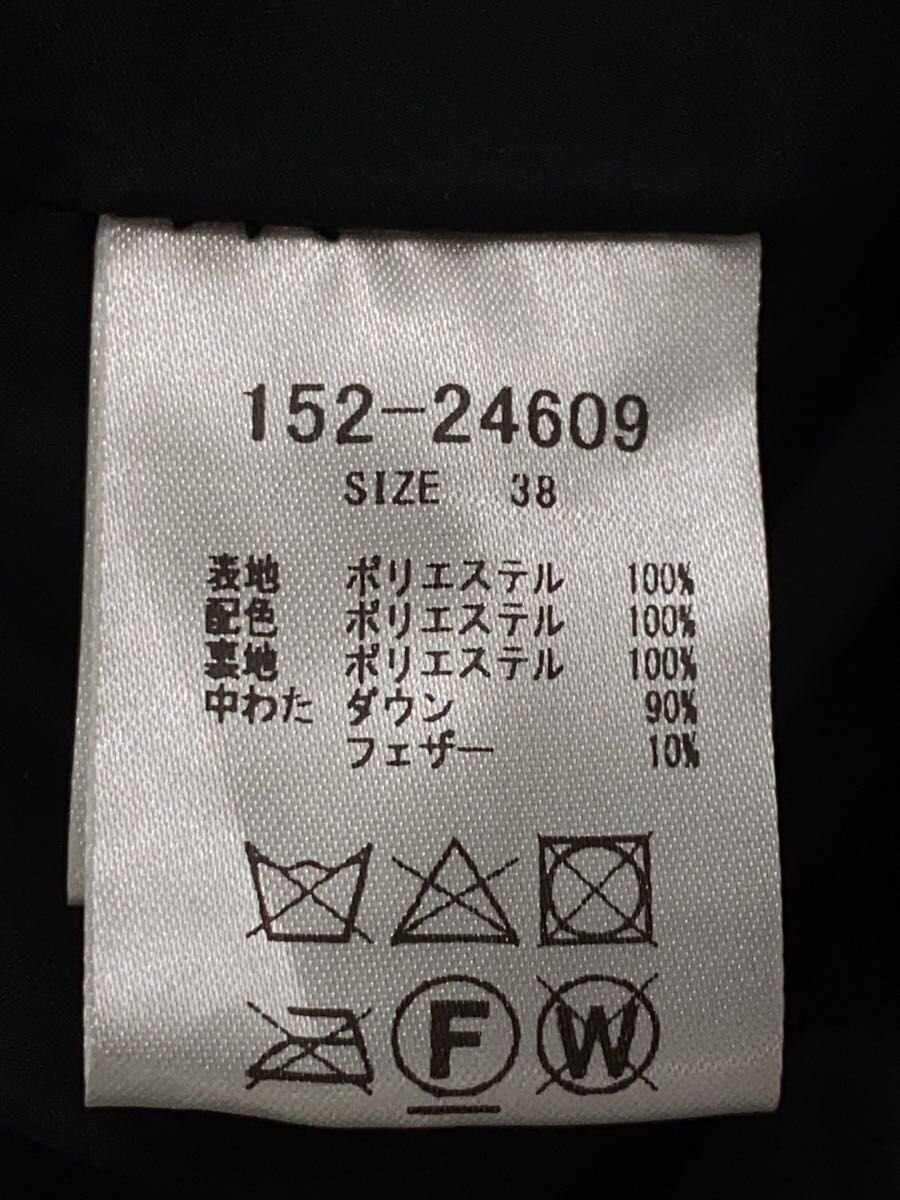 152-24609
SIZE 38
表地 ポリエステル 100%
配色 ポリエステル 100%
裏地 ポリエステル 100%
中わた ダウン 90%
フェザー 10%
F W